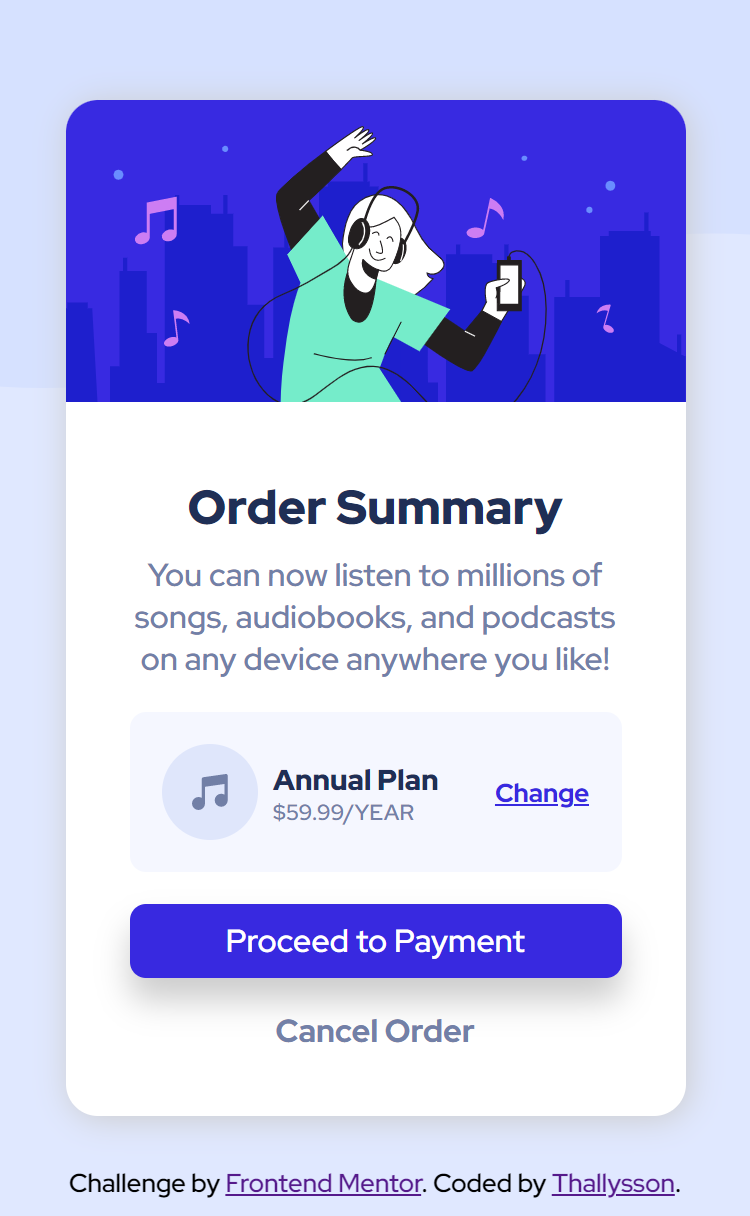 Order Summary
You can now listen to millions of
songs, audiobooks, and podcasts
on any device anywhere you like!
Annual Plan
$59.99/YEAR
Change
Proceed to Payment
Cancel Order
Challenge by Frontend Mentor. Coded by Thallysson.